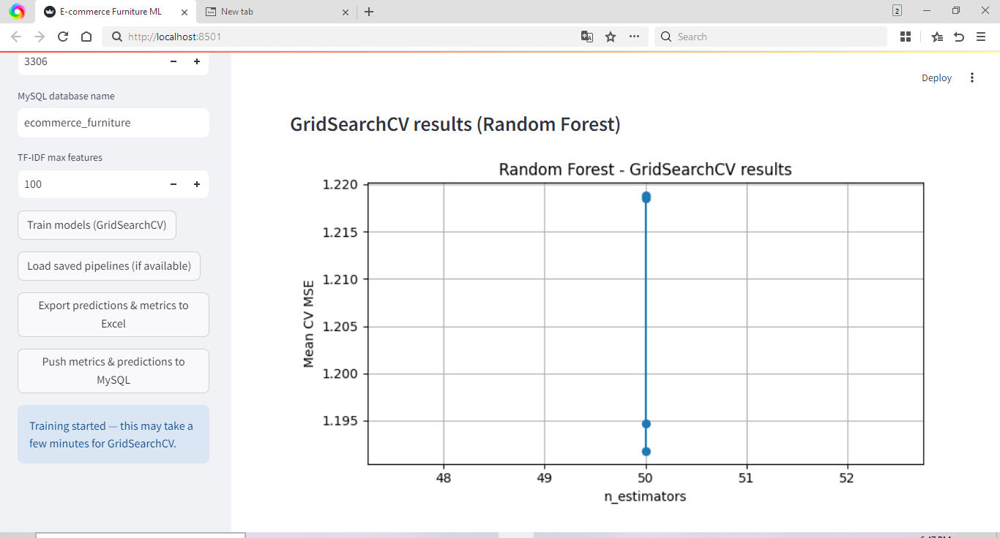 E-commerce Furniture ML
New tab
2
http://localhost:8501
Search
3306
MySQL database name
ecommerce_furniture
TF-IDF max features
100
Train models (GridSearchCV)
Load saved pipelines (if available)
Export predictions & metrics to
Excel
Push metrics & predictions to
MySQL
Training started — this may take a
few minutes for GridSearchCV.
Deploy
GridSearchCV results (Random Forest)
Random Forest - GridSearchCV results
1.220
1.215
1.210
1.205
1.200
1.195
Mean CV MSE
48 49 50 51 52
n_estimators